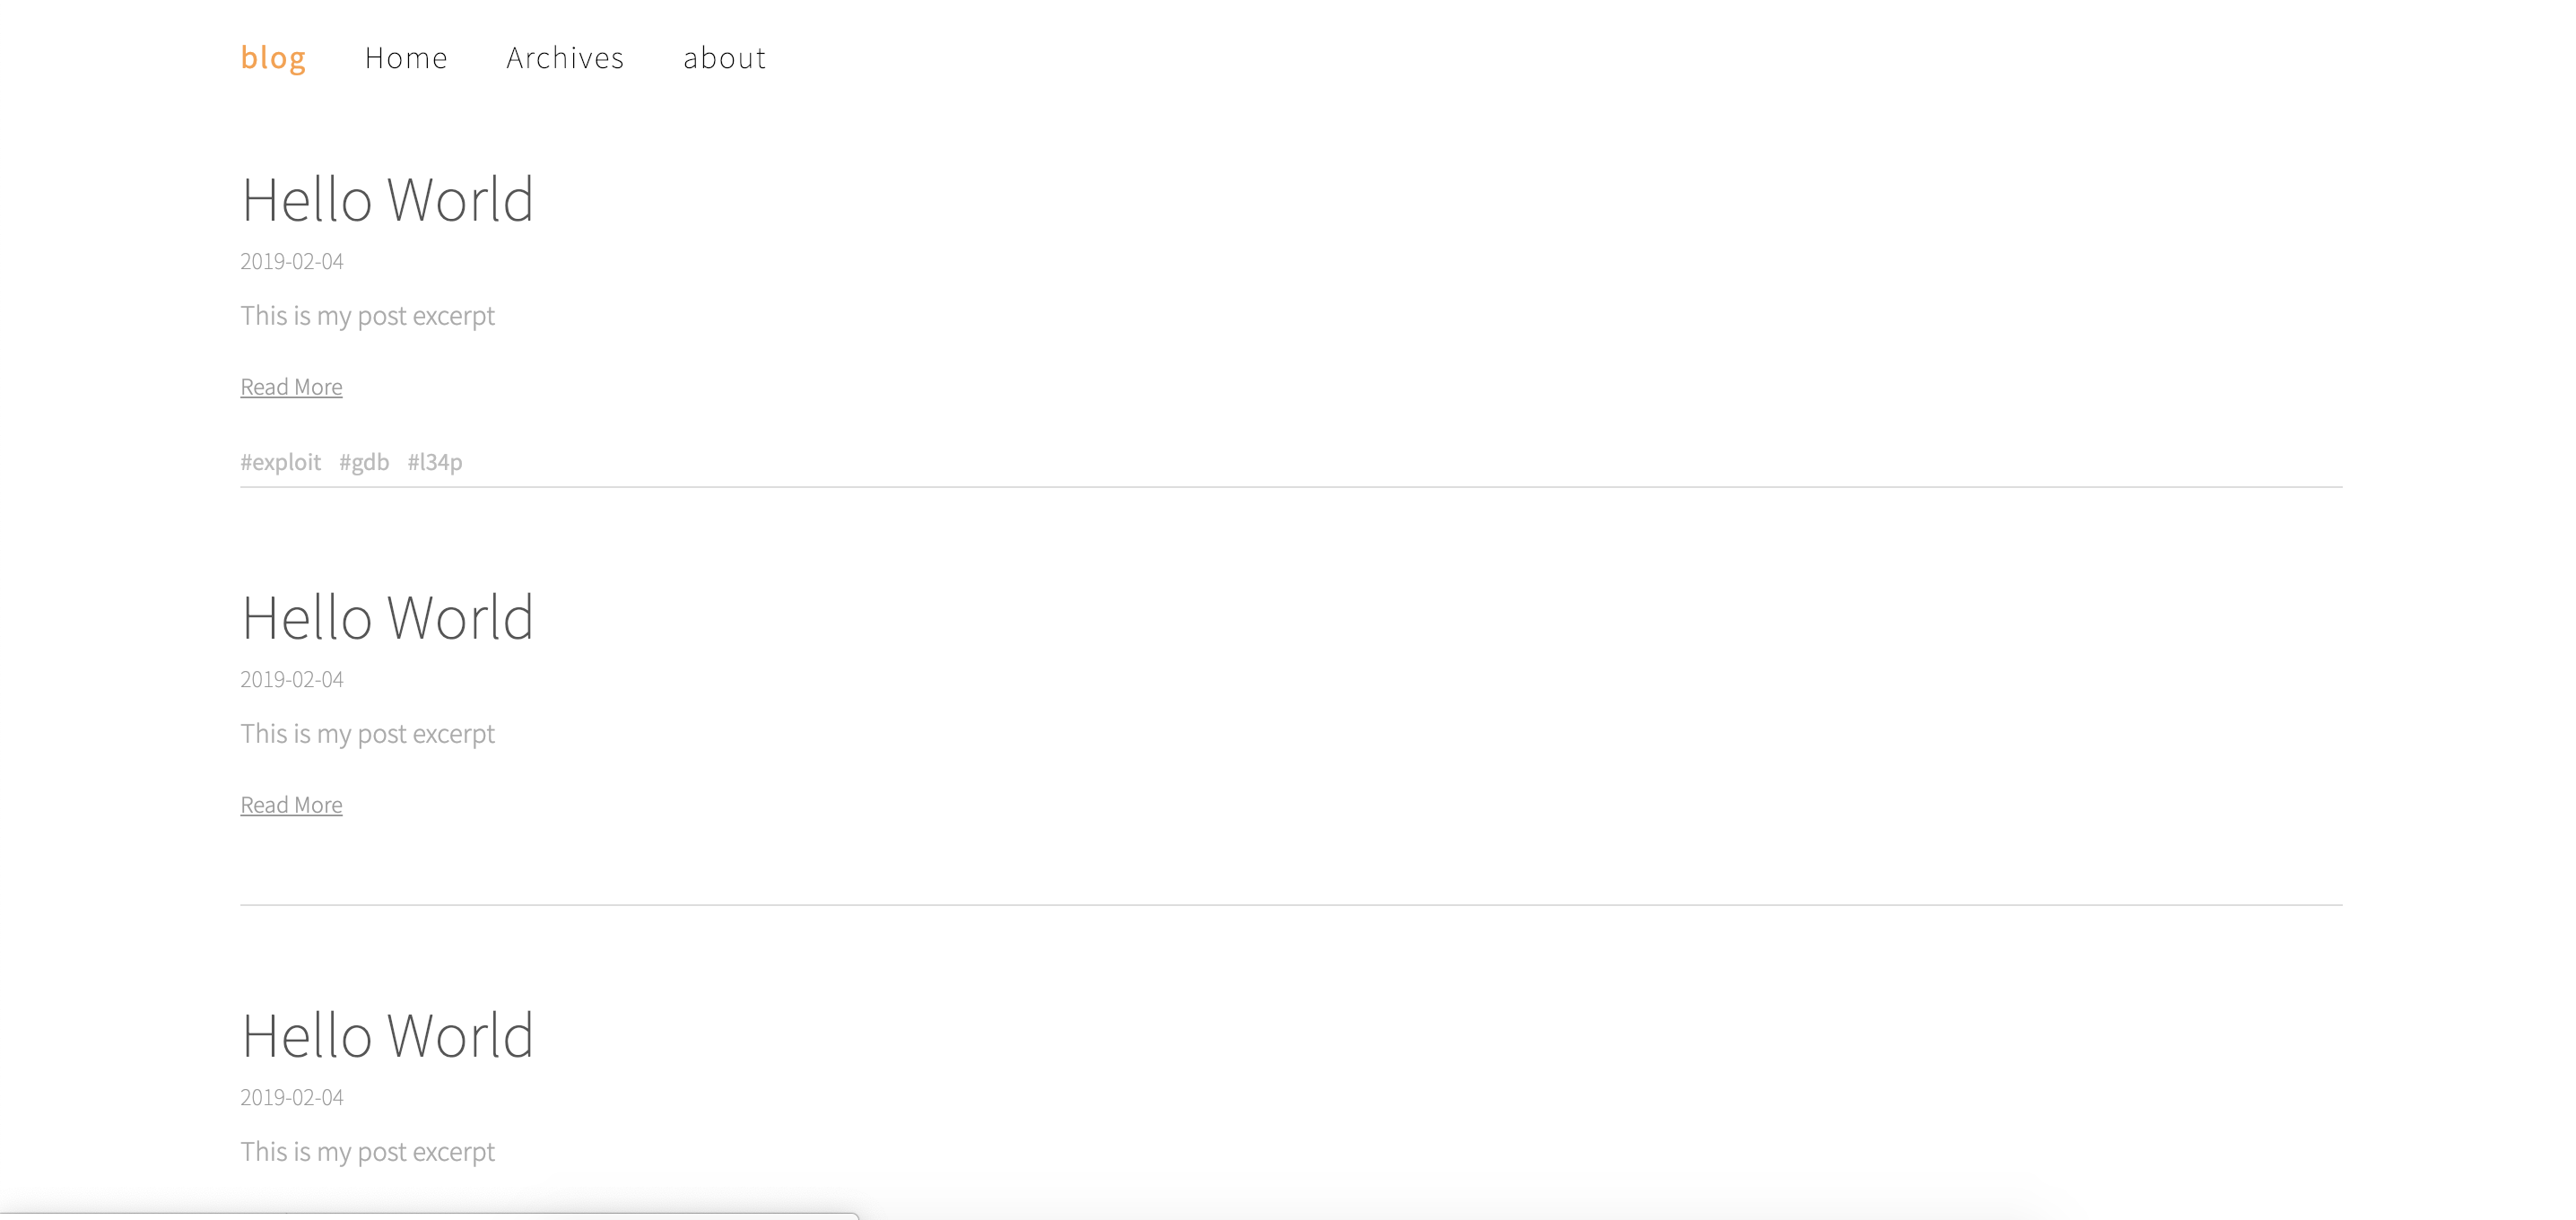 blog Home Archives about
Hello World
2019-02-04
This is my post excerpt
Read More
#exploit #gdb #l34p
Hello World
2019-02-04
This is my post excerpt
Read More
Hello World
2019-02-04
This is my post excerpt